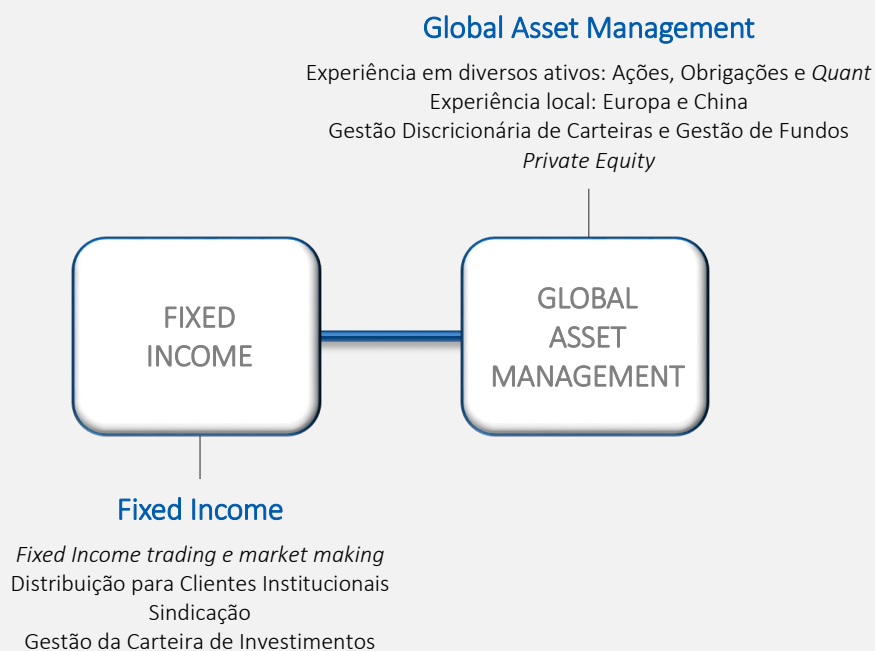 Global Asset Management
Experiência em diversos ativos: Ações, Obrigações e Quant
Experiência local: Europa e China
Gestão Discricionária de Carteiras e Gestão de Fundos
Private Equity
FIXED
INCOME
GLOBAL
ASSET
MANAGEMENT
Fixed Income
Fixed Income trading e market making
Distribuição para Clientes Institucionais
Sindicação
Gestão da Carteira de Investimentos